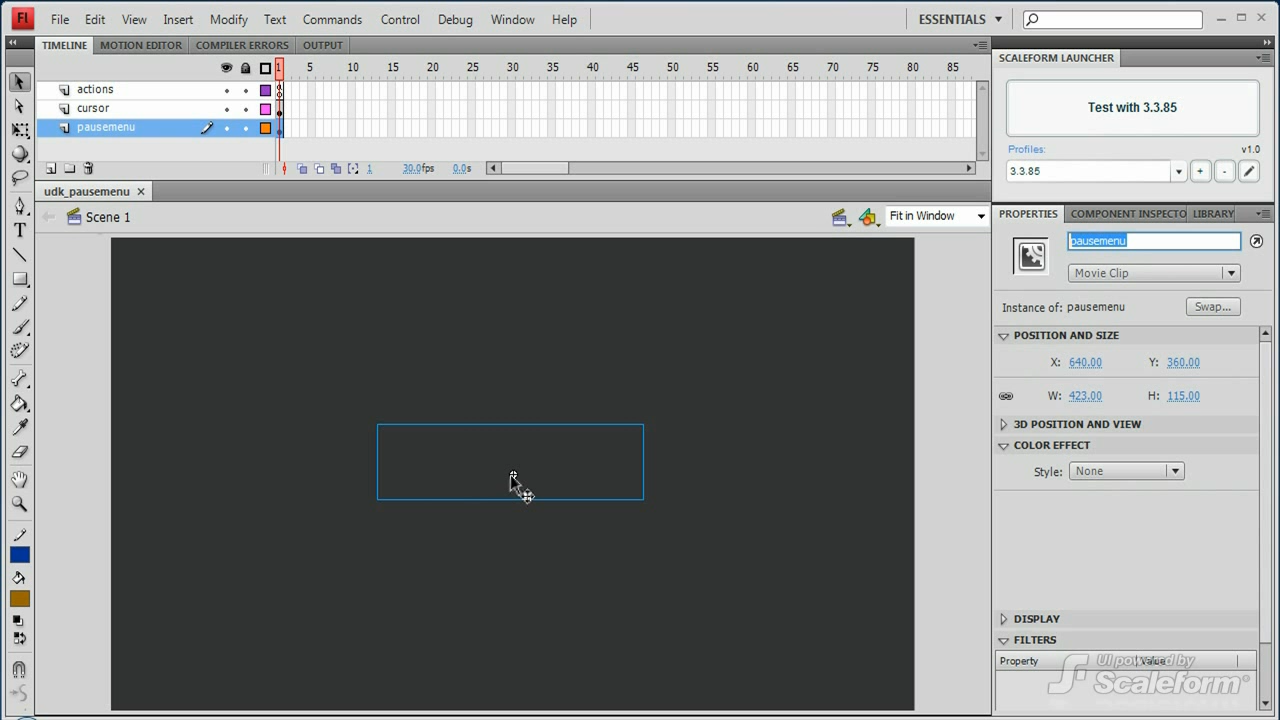 Fl File Edit View Insert Modify Text Commands Control Debug Window Help ESSENTIALS
TIMELINE MOTION EDITOR COMPILER ERRORS OUTPUT
1 5 10 15 20 25 30 35 40 45 50 55 60 65 70 75 80 85
actions
cursor
pausemenu
1 30.0fps 0.0s
udk_pausemenu
Scene 1
Fit in Window
SCALEFORM LAUNCHER
Test with 3.3.85
Profiles: v1.0
3.3.85 + -
PROPERTIES COMPONENT INSPECTO LIBRARY
pausemenu
Movie Clip
Instance of: pausemenu Swap...
POSITION AND SIZE
X: 640.00 Y: 360.00
W: 423.00 H: 115.00
3D POSITION AND VIEW
COLOR EFFECT
Style: None
DISPLAY
FILTERS
Property Value
UI powered by
Scaleform